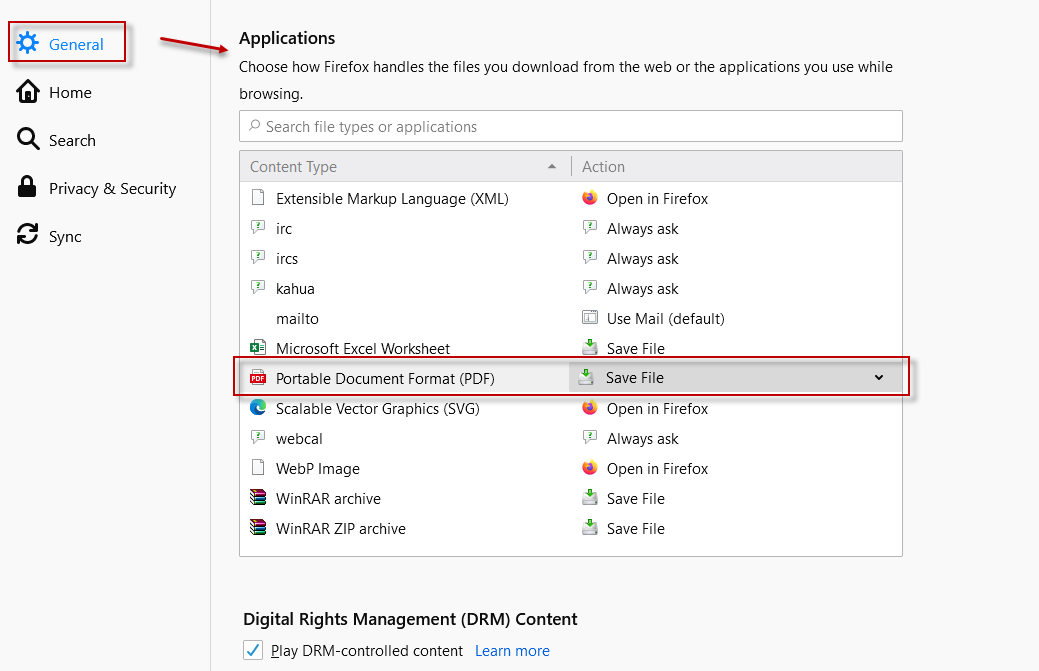 General
Home
Search
Privacy & Security
Sync
Applications
Choose how Firefox handles the files you download from the web or the applications you use while
browsing.
Search file types or applications
Content Type Action
Extensible Markup Language (XML) Open in Firefox
irc Always ask
ircs Always ask
kahua Always ask
mailto Use Mail (default)
Microsoft Excel Worksheet Save File
PDF Portable Document Format (PDF) Save File
Scalable Vector Graphics (SVG) Open in Firefox
webcal Always ask
WebP Image Open in Firefox
WinRAR archive Save File
WinRAR ZIP archive Save File
Digital Rights Management (DRM) Content
Play DRM-controlled content Learn more